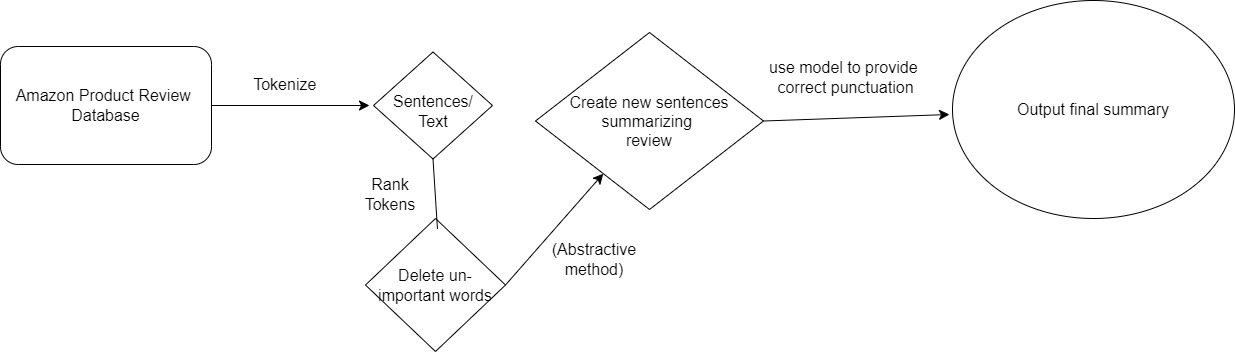 Amazon Product Review
Database
Tokenize
Sentences/
Text
Rank
Tokens
Delete un-
important words
(Abstractive
method)
Create new sentences
summarizing
review
use model to provide
correct punctuation
Output final summary